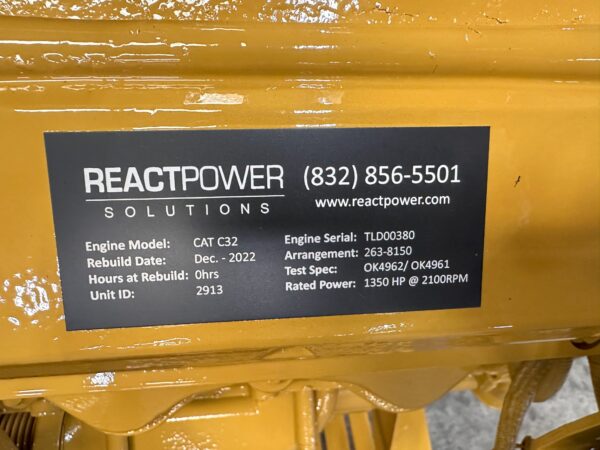 REACTPOWER
SOLUTIONS
(832) 856-5501
www.reactpower.com
Engine Model: CAT C32
Rebuild Date: Dec. - 2022
Hours at Rebuild: 0hrs
Unit ID: 2913
Engine Serial: TLD00380
Arrangement: 263-8150
Test Spec: OK4962/ OK4961
Rated Power: 1350 HP @ 2100RPM